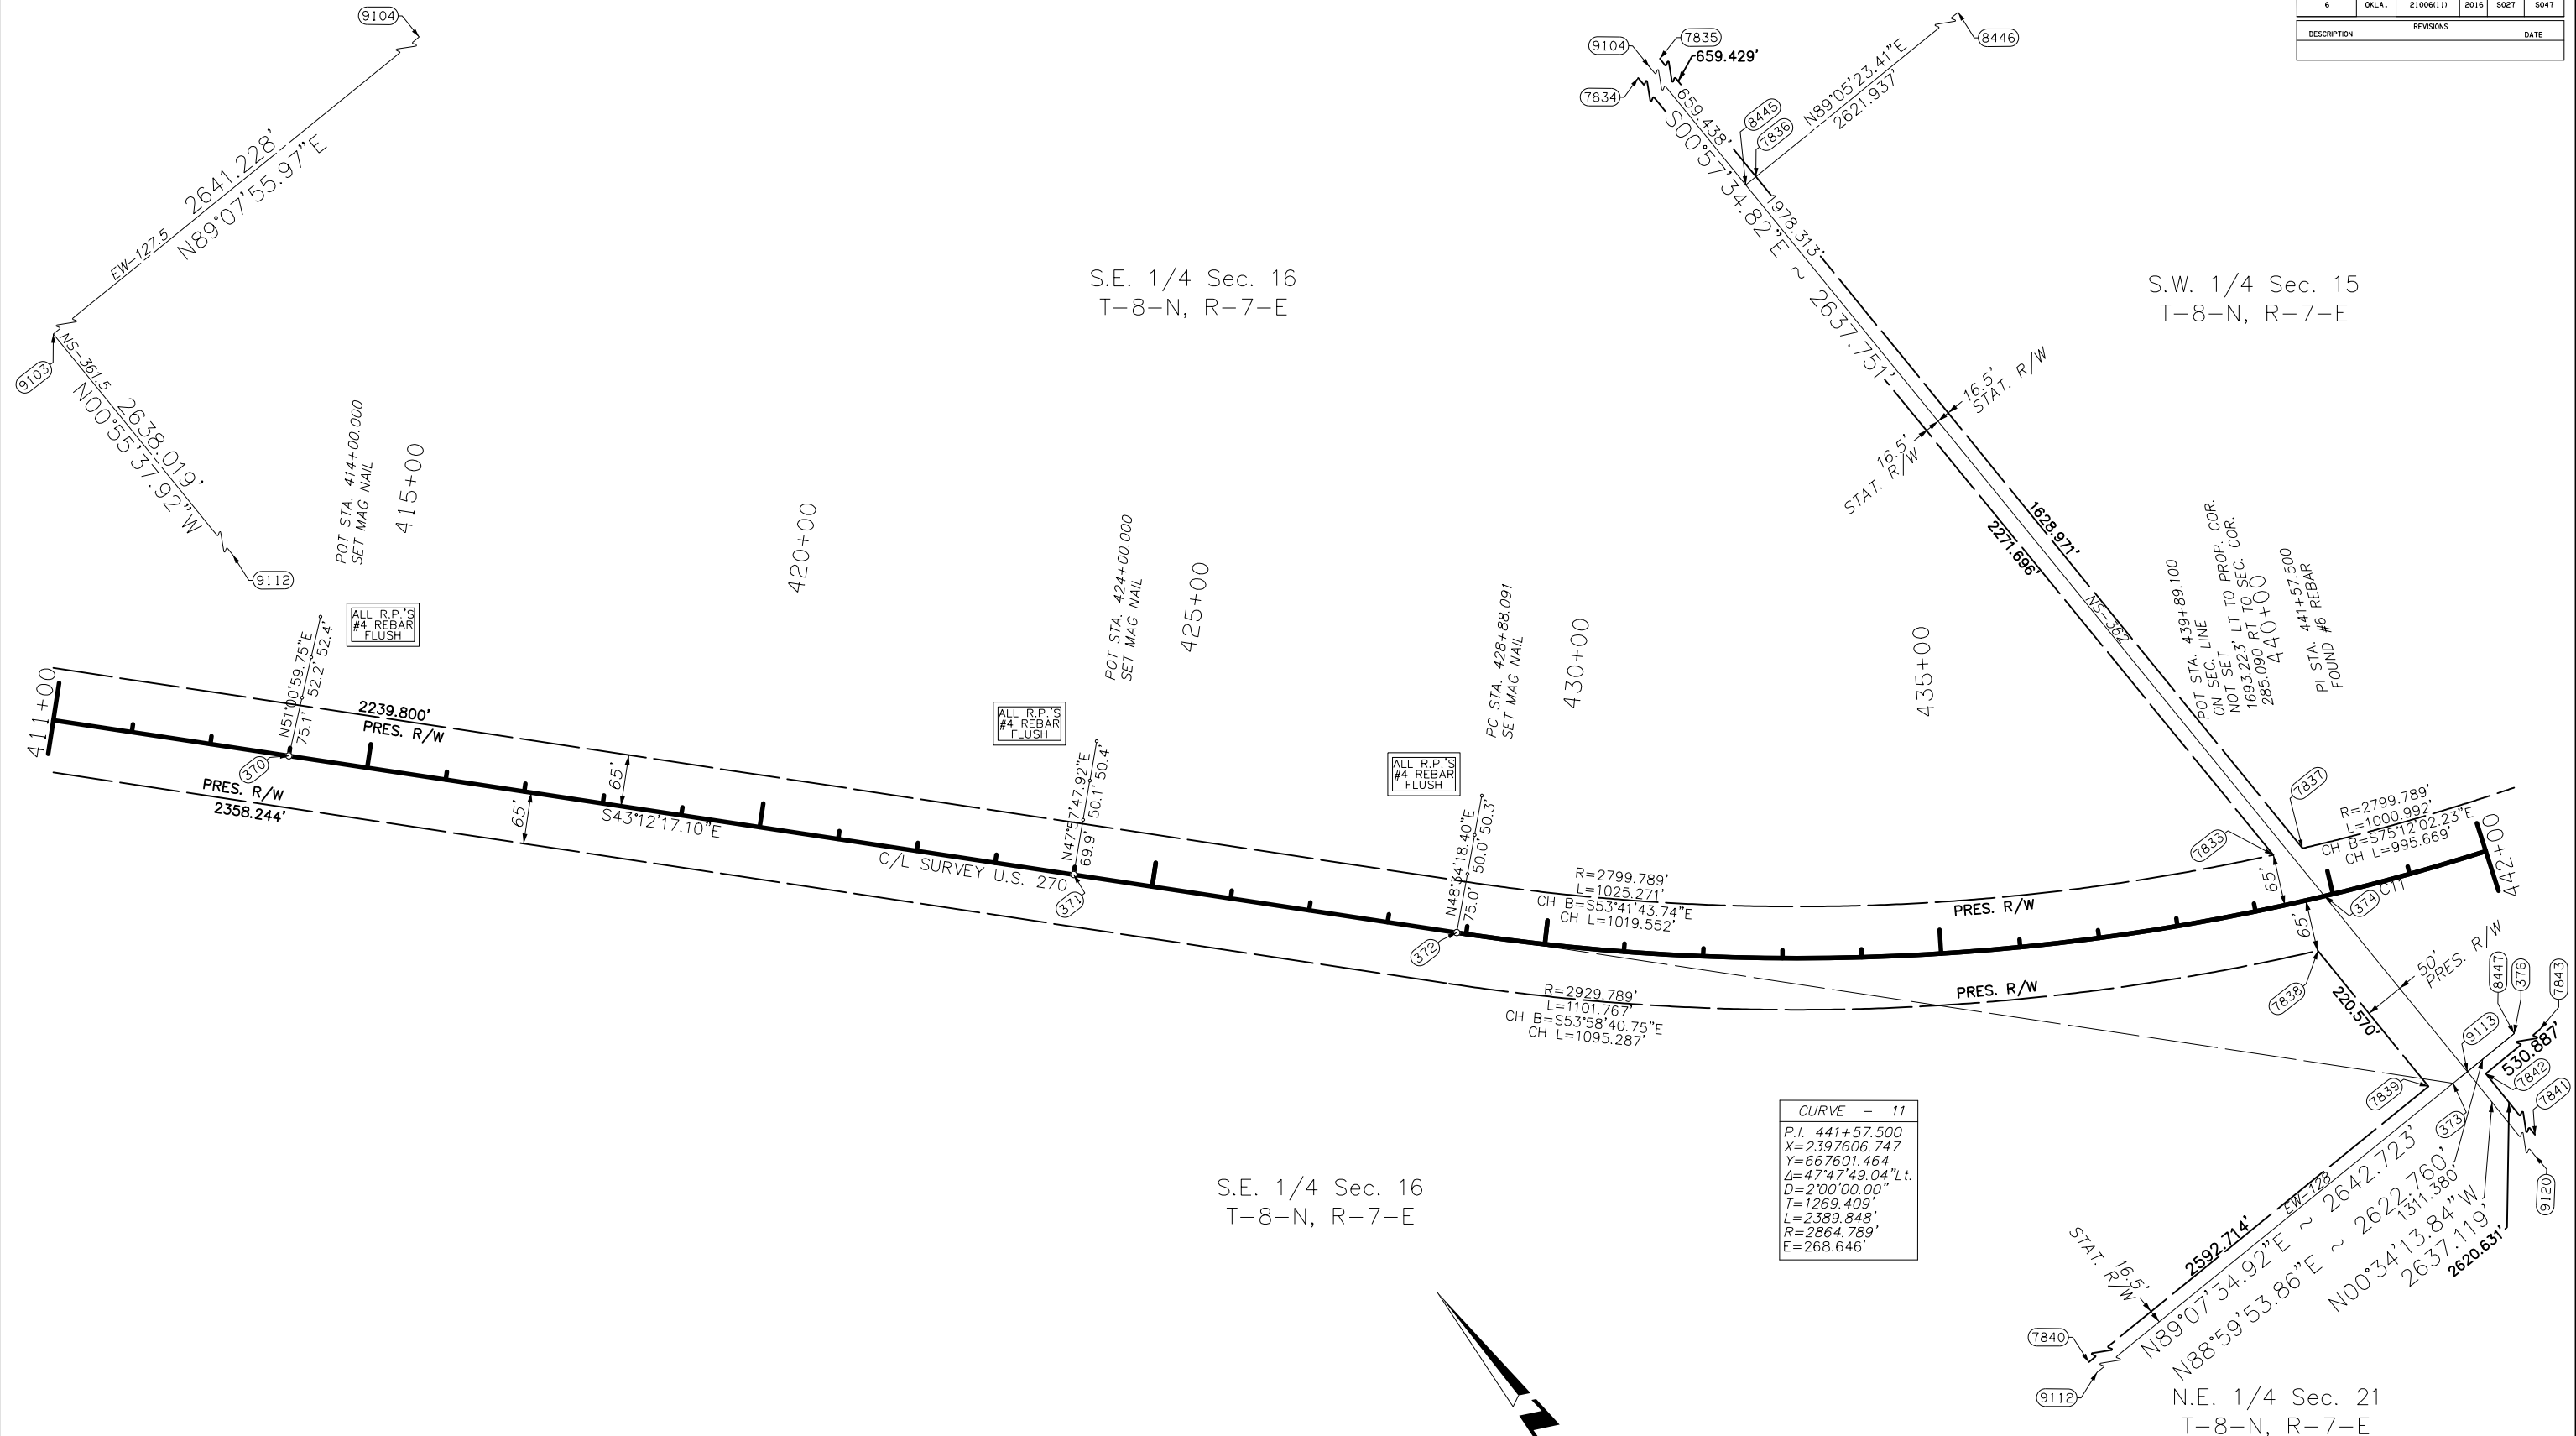 6 OKLA. 21006(11) 2016 S027 S047
REVISIONS
DESCRIPTION DATE
9104
2641.228'
N89°07'55.97"E
EW-127.5
9103
NS-361.5
2638.019'
N00°55'37.92"W
9112
S.E. 1/4 Sec. 16
T-8-N, R-7-E
9104
7835
659.429'
7834
659.438'
8445
7836
N89°05'23.41"E
2621.937'
8446
S00°57'34.82"E ~ 2637.751'
1978.313'
S.W. 1/4 Sec. 15
T-8-N, R-7-E
16.5'
STAT. R/W
16.5'
STAT. R/W
1628.971'
2271.696'
NS-362
POT STA. 414+00.000
SET MAG NAIL
415+00
420+00
POT STA. 424+00.000
SET MAG NAIL
425+00
PC STA. 428+88.091
SET MAG NAIL
430+00
435+00
POT STA. 439+89.100
ON SEC. LINE
NOT SET
1693.223' LT TO PROP. COR.
285.090 RT TO SEC. COR.
440+00
PI STA. 441+57.500
FOUND #6 REBAR
ALL R.P.'S
#4 REBAR
FLUSH
ALL R.P.'S
#4 REBAR
FLUSH
ALL R.P.'S
#4 REBAR
FLUSH
411+00
N51°00'59.75"E
75.1' 52.2' 52.4'
370
2239.800'
PRES. R/W
PRES. R/W
2358.244'
65'
65'
S43°12'17.10"E
C/L SURVEY U.S. 270
N47°57'47.92"E
69.9' 50.1' 50.4'
371
N48°34'18.40"E
75.0' 50.0' 50.3'
372
R=2799.789'
L=1025.271'
CH B=S53°41'43.74"E
CH L=1019.552'
PRES. R/W
R=2929.789'
L=1101.767'
CH B=S53°58'40.75"E
CH L=1095.287'
PRES. R/W
7833
65'
65'
7837
R=2799.789'
L=1000.992'
CH B=S75°12'02.23"E
CH L=995.669'
442+00
374
C11
7838
220.570'
50'
PRES. R/W
8447
376
7843
9113
530.887'
7842
7841
7839
373
9120
CURVE - 11
P.I. 441+57.500
X=2397606.747
Y=667601.464
Δ=47°47'49.04"Lt.
D=2°00'00.00"
T=1269.409'
L=2389.848'
R=2864.789'
E=268.646'
S.E. 1/4 Sec. 16
T-8-N, R-7-E
2592.714'
EW-128
N89°07'34.92"E ~ 2642.723'
N88°59'53.86"E ~ 2622.760'
1311.380'
N00°34'13.84"W
2637.119'
2620.631'
16.5'
STAT. R/W
7840
9112
N.E. 1/4 Sec. 21
T-8-N, R-7-E